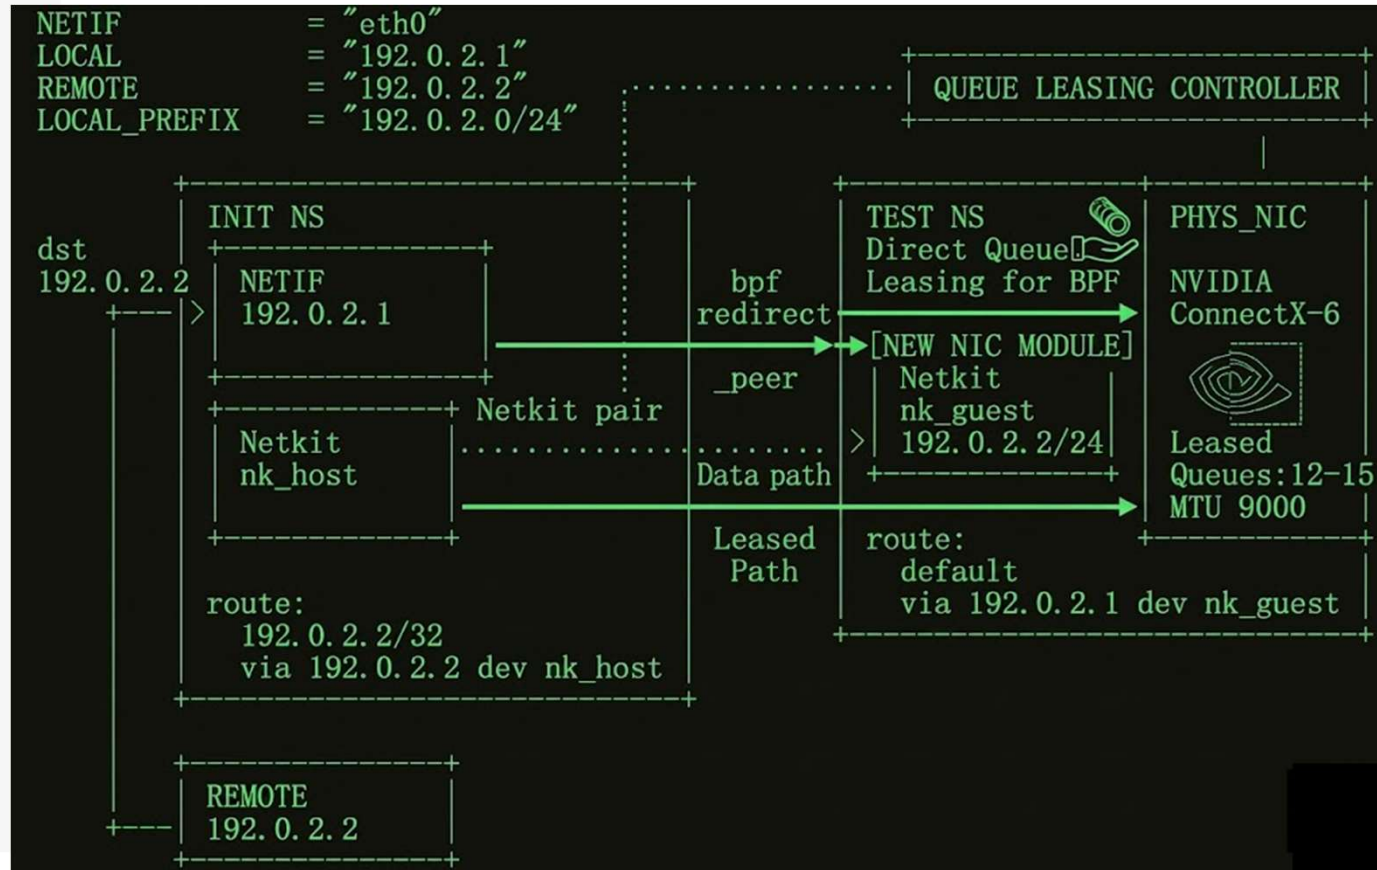 NETIF = "eth0"
LOCAL = "192.0.2.1"
REMOTE = "192.0.2.2"
LOCAL_PREFIX = "192.0.2.0/24"
QUEUE LEASING CONTROLLER
INIT NS
dst
192.0.2.2
NETIF
192.0.2.1
Netkit pair
Netkit
nk_host
route:
192.0.2.2/32
via 192.0.2.2 dev nk_host
bpf
redirect
_peer
Data path
Leased
Path
TEST NS
Direct Queue
Leasing for BPF
[NEW NIC MODULE]
Netkit
nk_guest
192.0.2.2/24
route:
default
via 192.0.2.1 dev nk_guest
PHYS_NIC
NVIDIA
ConnectX-6
Leased
Queues:12-15
MTU 9000
REMOTE
192.0.2.2